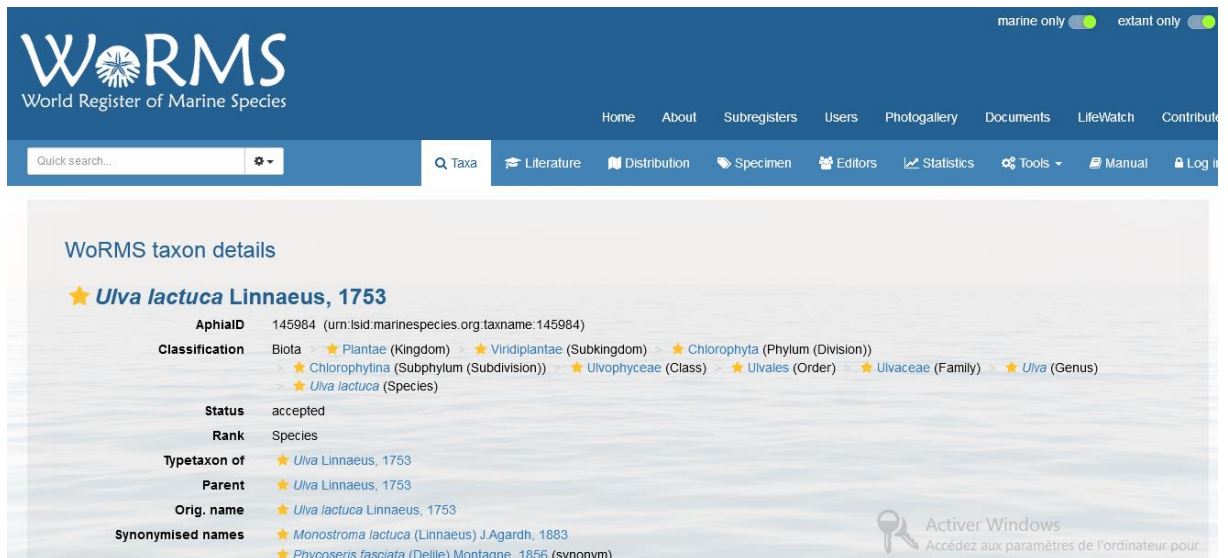 marine only extant only
WoRMS
World Register of Marine Species
Home About Subregisters Users Photogallery Documents LifeWatch Contribute
Quick search... Taxa Literature Distribution Specimen Editors Statistics Tools Manual Log in
WoRMS taxon details
Ulva lactuca Linnaeus, 1753
AphiaID 145984 (urn:lsid:marinespecies.org:taxname:145984)
Classification Biota > Plantae (Kingdom) > Viridiplantae (Subkingdom) > Chlorophyta (Phylum (Division))
> Chlorophytina (Subphylum (Subdivision)) > Ulvophyceae (Class) > Ulvales (Order) > Ulvaceae (Family) > Ulva (Genus)
> Ulva lactuca (Species)
Status accepted
Rank Species
Typetaxon of Ulva Linnaeus, 1753
Parent Ulva Linnaeus, 1753
Orig. name Ulva lactuca Linnaeus, 1753
Synonymised names Monostroma lactuca (Linnaeus) J.Agardh, 1883
Phycoseris fasciata (Delile) Montagne, 1856 (synonym)
Activer Windows
Accédez aux paramètres de l'ordinateur pour